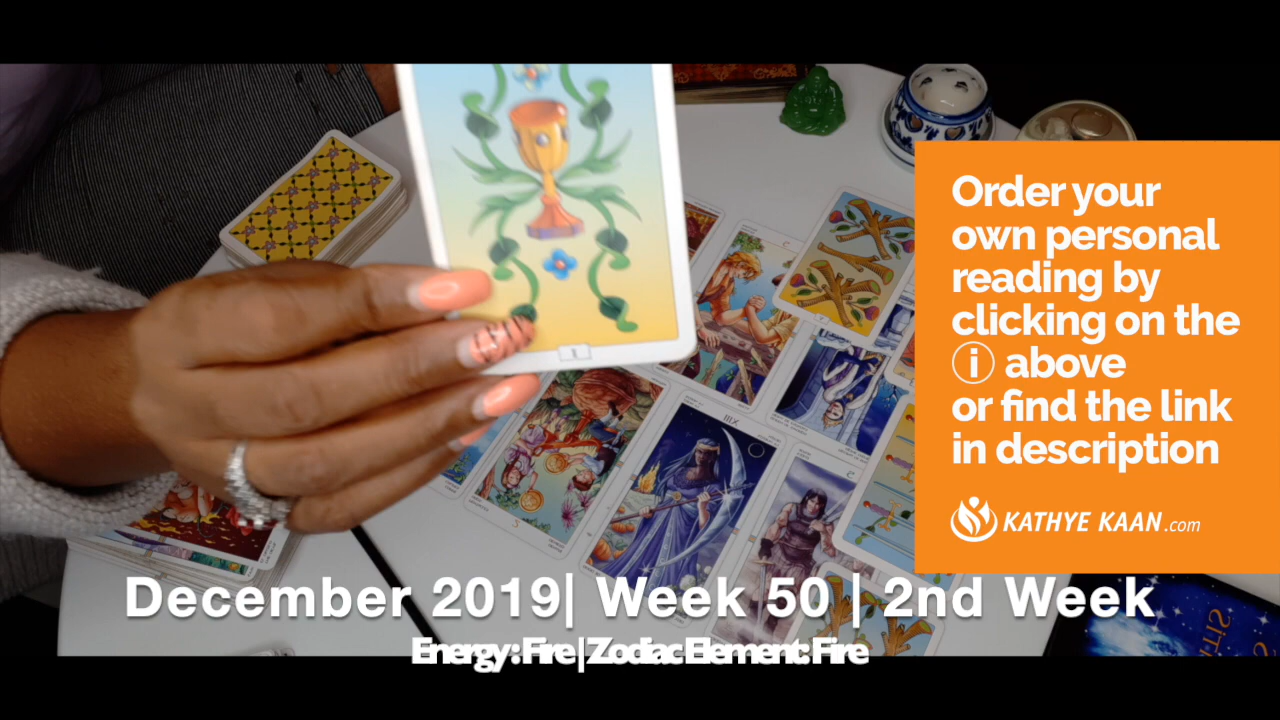 Order your
own personal
reading by
clicking on the
i above
or find the link
in description
KATHYE KAAN.com
XIII
December 2019| Week 50 | 2nd Week
Energy: Fire | Zodiac Element: Fire